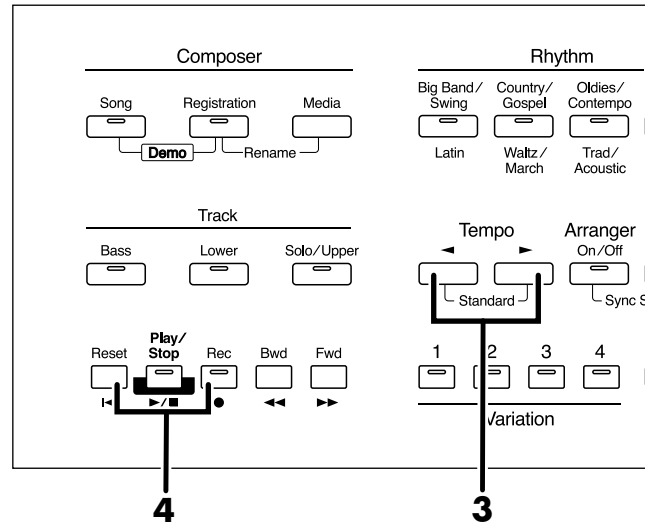 Composer
Rhythm
Song Registration Media
Big Band/ Swing
Country/ Gospel
Oldies/ Contempo
Demo
Rename
Latin
Waltz/ March
Trad/ Acoustic
Track
Bass Lower Solo/Upper
Tempo
Arranger
On/Off
Standard
Sync S
Reset
Play/ Stop
Rec Bwd Fwd
1 2 3 4
Variation
4 3